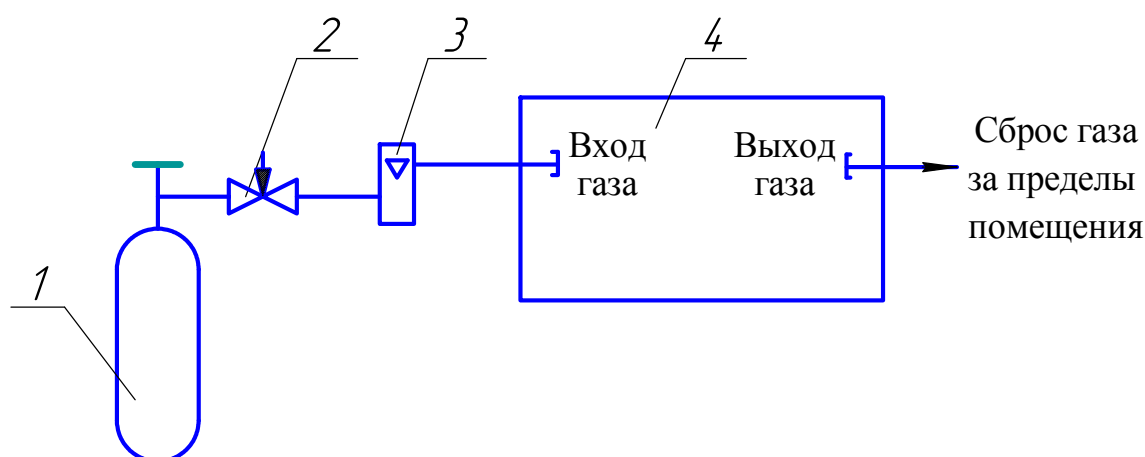 2
3
4
1
Вход
газа
Выход
газа
Сброс газа
за пределы
помещения